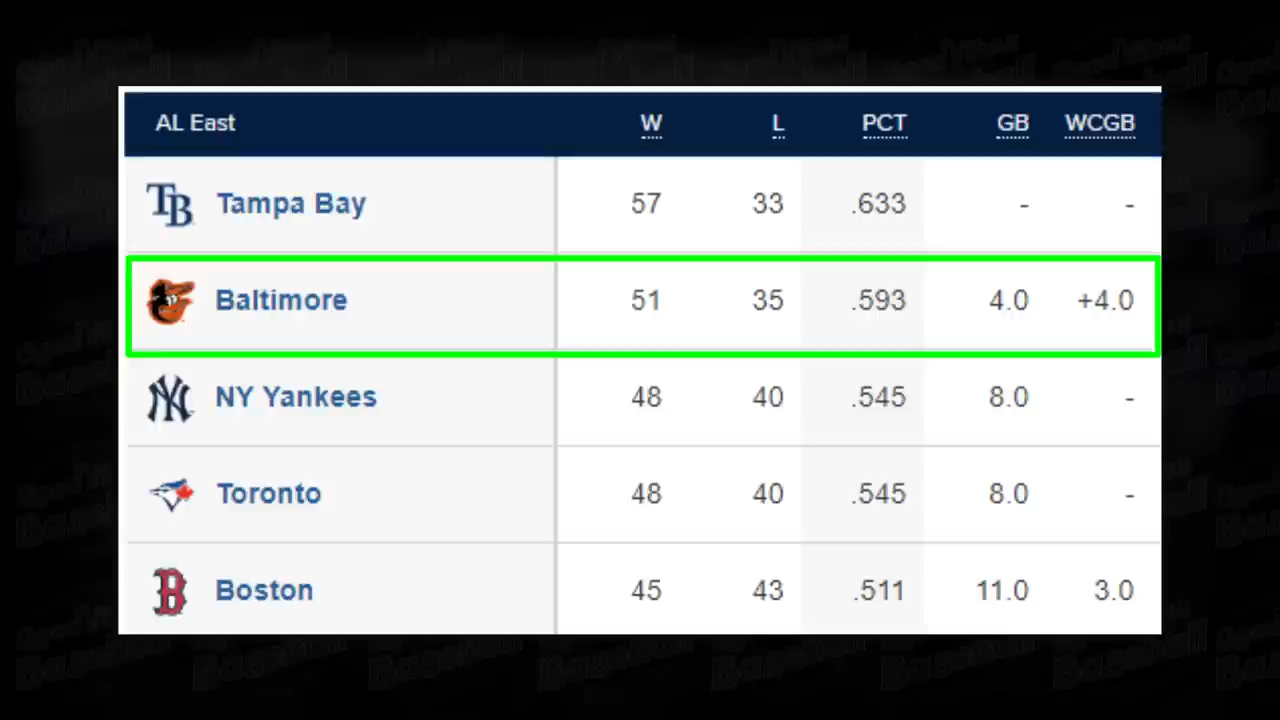 AL East W L PCT GB WCGB
Tampa Bay 57 33 .633 - -
Baltimore 51 35 .593 4.0 +4.0
NY Yankees 48 40 .545 8.0 -
Toronto 48 40 .545 8.0 -
Boston 45 43 .511 11.0 3.0